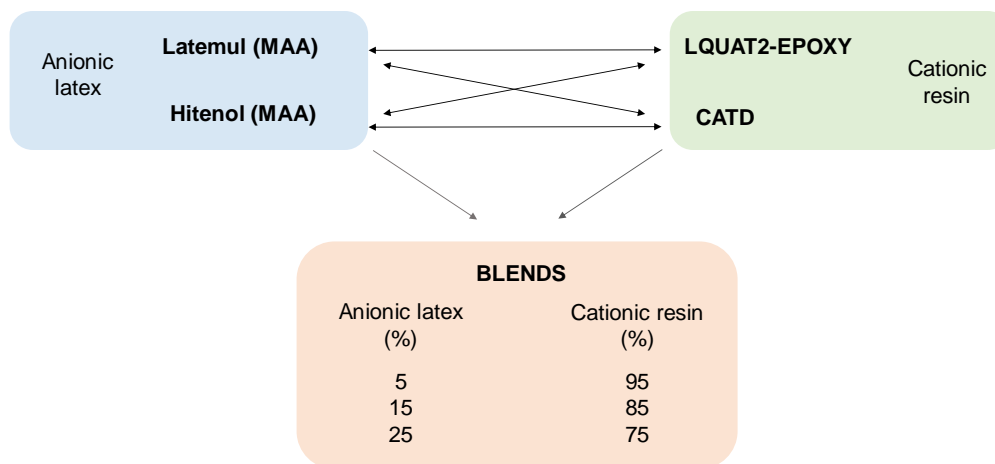 Anionic
latex
Latemul (MAA)
Hitenol (MAA)
LQUAT2-EPOXY
CATD
Cationic
resin
BLENDS
Anionic latex
(%)
Cationic resin
(%)
5 95
15 85
25 75